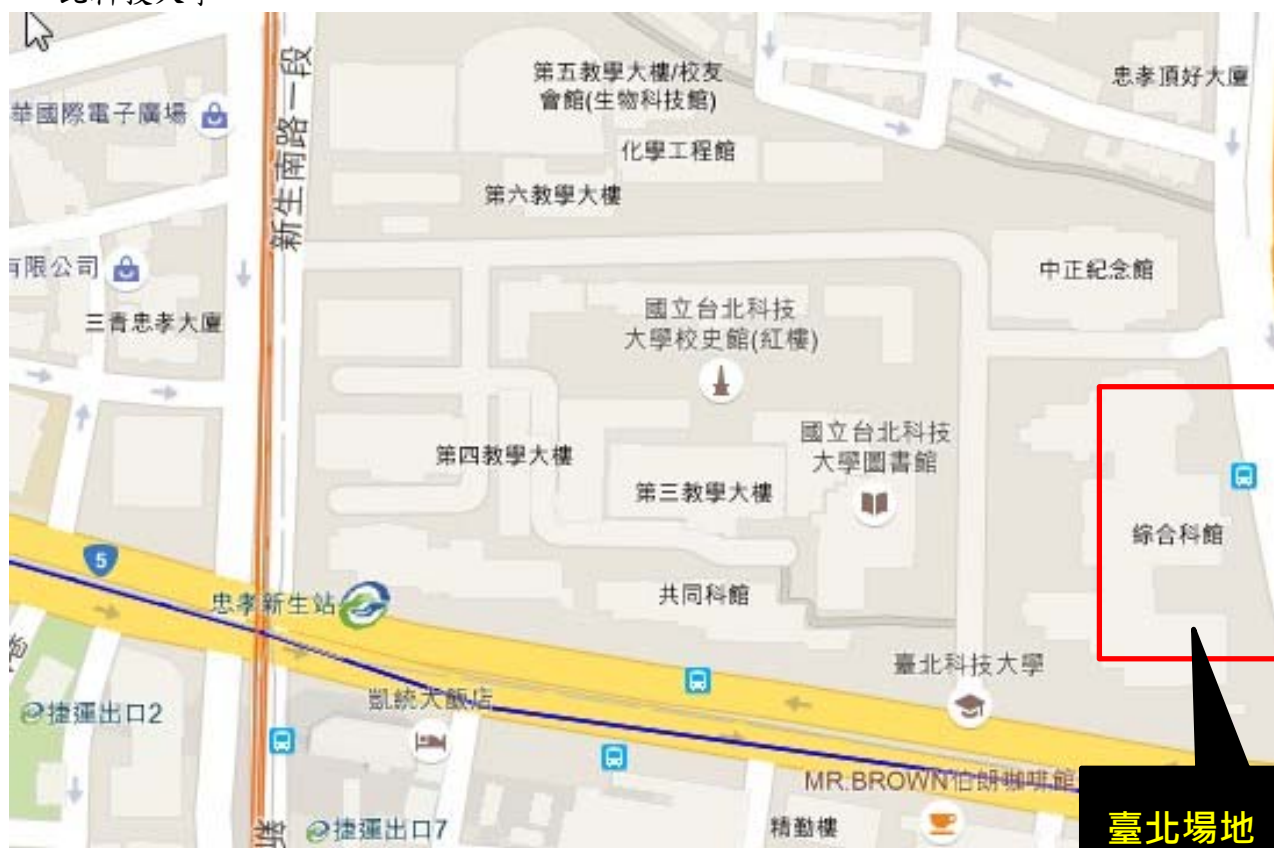 北科技大學
第五教學大樓/校友
會館(生物科技館)
忠孝頂好大廈
華國際電子廣場
新生南路一段
化學工程館
第六教學大樓
有限公司
中正紀念館
三青忠孝大廈
國立台北科技
大學校史館(紅樓)
國立台北科技
大學圖書館
第四教學大樓
第三教學大樓
綜合科館
5
忠孝新生站
共同科館
臺北科技大學
凱統大飯店
捷運出口2
MR.BROWN伯朗咖啡館
捷運出口7
精勤樓
臺北場地